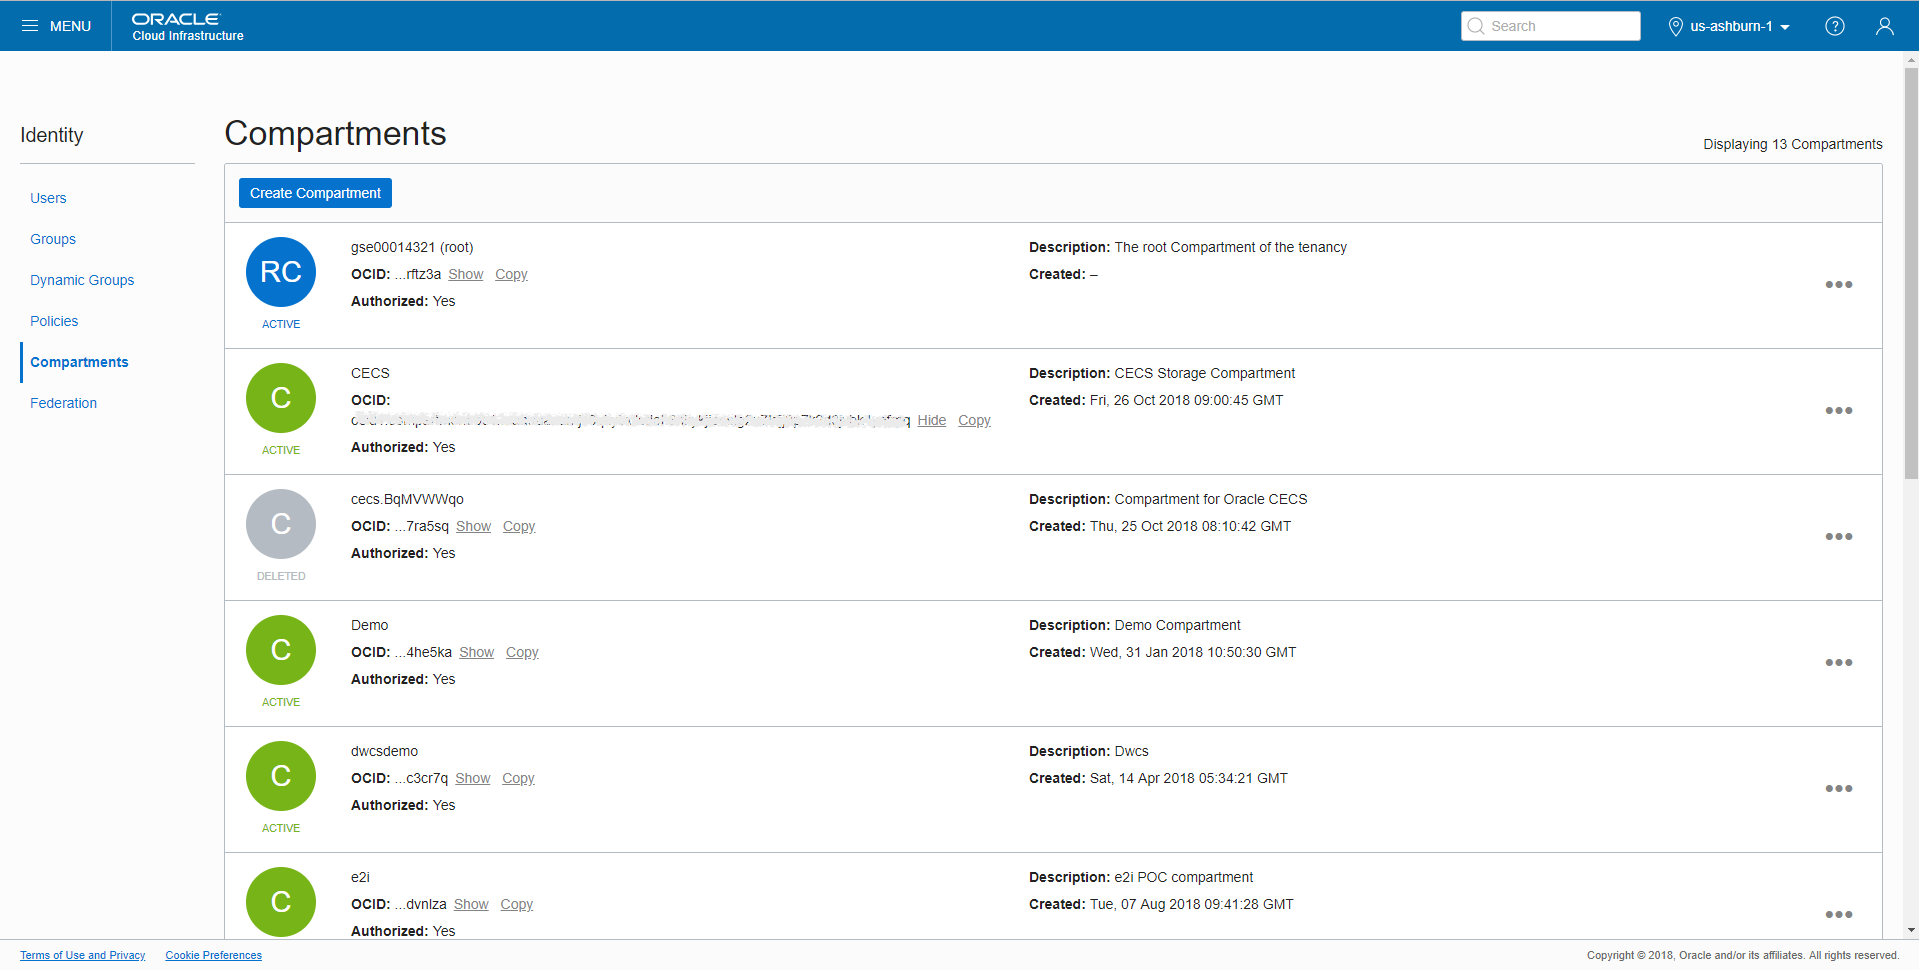 MENU
ORACLE
Cloud Infrastructure
Search
us-ashburn-1
?
Identity
Users
Groups
Dynamic Groups
Policies
Compartments
Federation
Compartments
Displaying 13 Compartments
Create Compartment
RC
ACTIVE
gse00014321 (root)
OCID: ...rftz3a Show Copy
Authorized: Yes
Description: The root Compartment of the tenancy
Created: –
C
ACTIVE
CECS
OCID:
Hide Copy
Authorized: Yes
Description: CECS Storage Compartment
Created: Fri, 26 Oct 2018 09:00:45 GMT
C
DELETED
cecs.BqMVWWqo
OCID: ...7ra5sq Show Copy
Authorized: Yes
Description: Compartment for Oracle CECS
Created: Thu, 25 Oct 2018 08:10:42 GMT
C
ACTIVE
Demo
OCID: ...4he5ka Show Copy
Authorized: Yes
Description: Demo Compartment
Created: Wed, 31 Jan 2018 10:50:30 GMT
C
ACTIVE
dwcsdemo
OCID: ...c3cr7q Show Copy
Authorized: Yes
Description: Dwcs
Created: Sat, 14 Apr 2018 05:34:21 GMT
C
e2i
OCID: ...dvnlza Show Copy
Authorized: Yes
Description: e2i POC compartment
Created: Tue, 07 Aug 2018 09:41:28 GMT
Terms of Use and Privacy Cookie Preferences
Copyright © 2018, Oracle and/or its affiliates. All rights reserved.